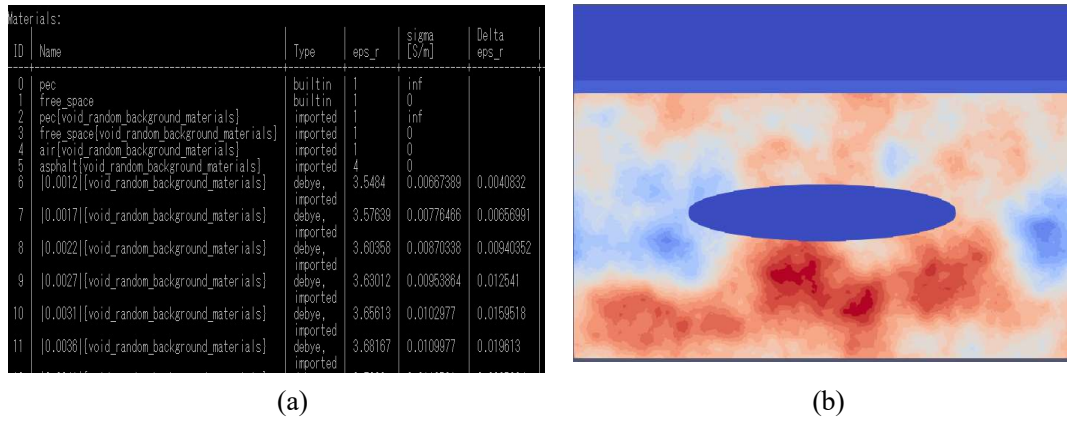 Materials:
sigma Delta
ID Name Type eps_r [S/m] eps_r
0 pec builtin 1 inf
1 free_space builtin 1 0
2 pec{void_random_background_materials} imported 1 inf
3 free_space{void_random_background_materials} imported 1 0
4 air{void_random_background_materials} imported 1 0
5 asphalt{void_random_background_materials} imported 4 0
6 |0.0012|{void_random_background_materials} debye, 3.5484 0.00667389 0.0040832
imported
7 |0.0017|{void_random_background_materials} debye, 3.57639 0.00776466 0.00656991
imported
8 |0.0022|{void_random_background_materials} debye, 3.60358 0.00870338 0.00940352
imported
9 |0.0027|{void_random_background_materials} debye, 3.63012 0.00953864 0.012541
imported
10 |0.0031|{void_random_background_materials} debye, 3.65613 0.0102977 0.0159518
imported
11 |0.0036|{void_random_background_materials} debye, 3.68167 0.0109977 0.019613
imported
(a) (b)